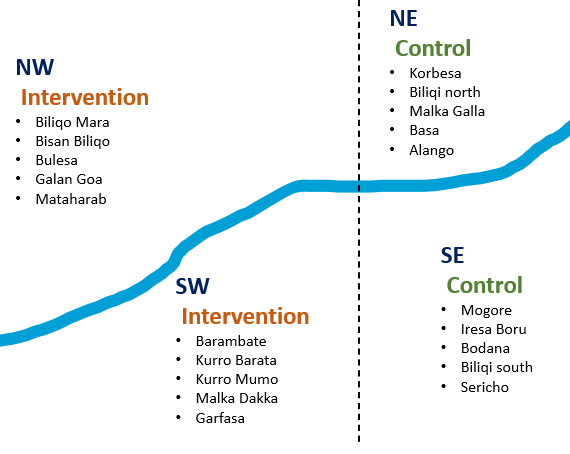 NW
Intervention
• Biliqo Mara
• Bisan Biliqo
• Bulesa
• Galan Goa
• Mataharab
NE
Control
• Korbesa
• Biliqi north
• Malka Galla
• Basa
• Alango
SW
Intervention
• Barambate
• Kurro Barata
• Kurro Mumo
• Malka Dakka
• Garfasa
SE
Control
• Mogore
• Iresa Boru
• Bodana
• Biliqi south
• Sericho